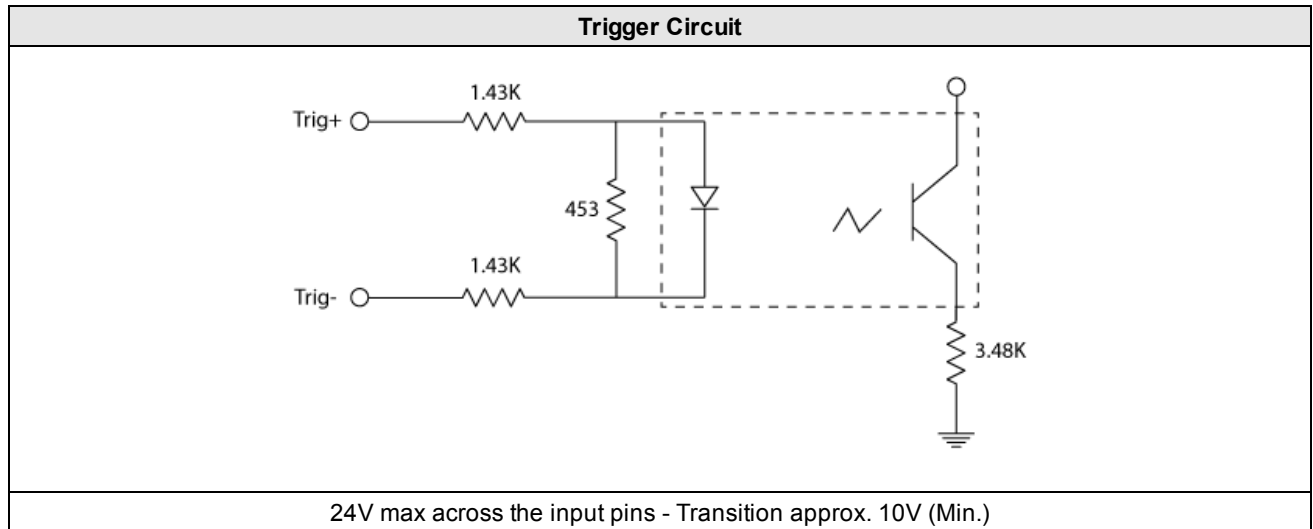 Trigger Circuit
1.43K
Trig+
453
1.43K
Trig-
3.48K
24V max across the input pins - Transition approx. 10V (Min.)